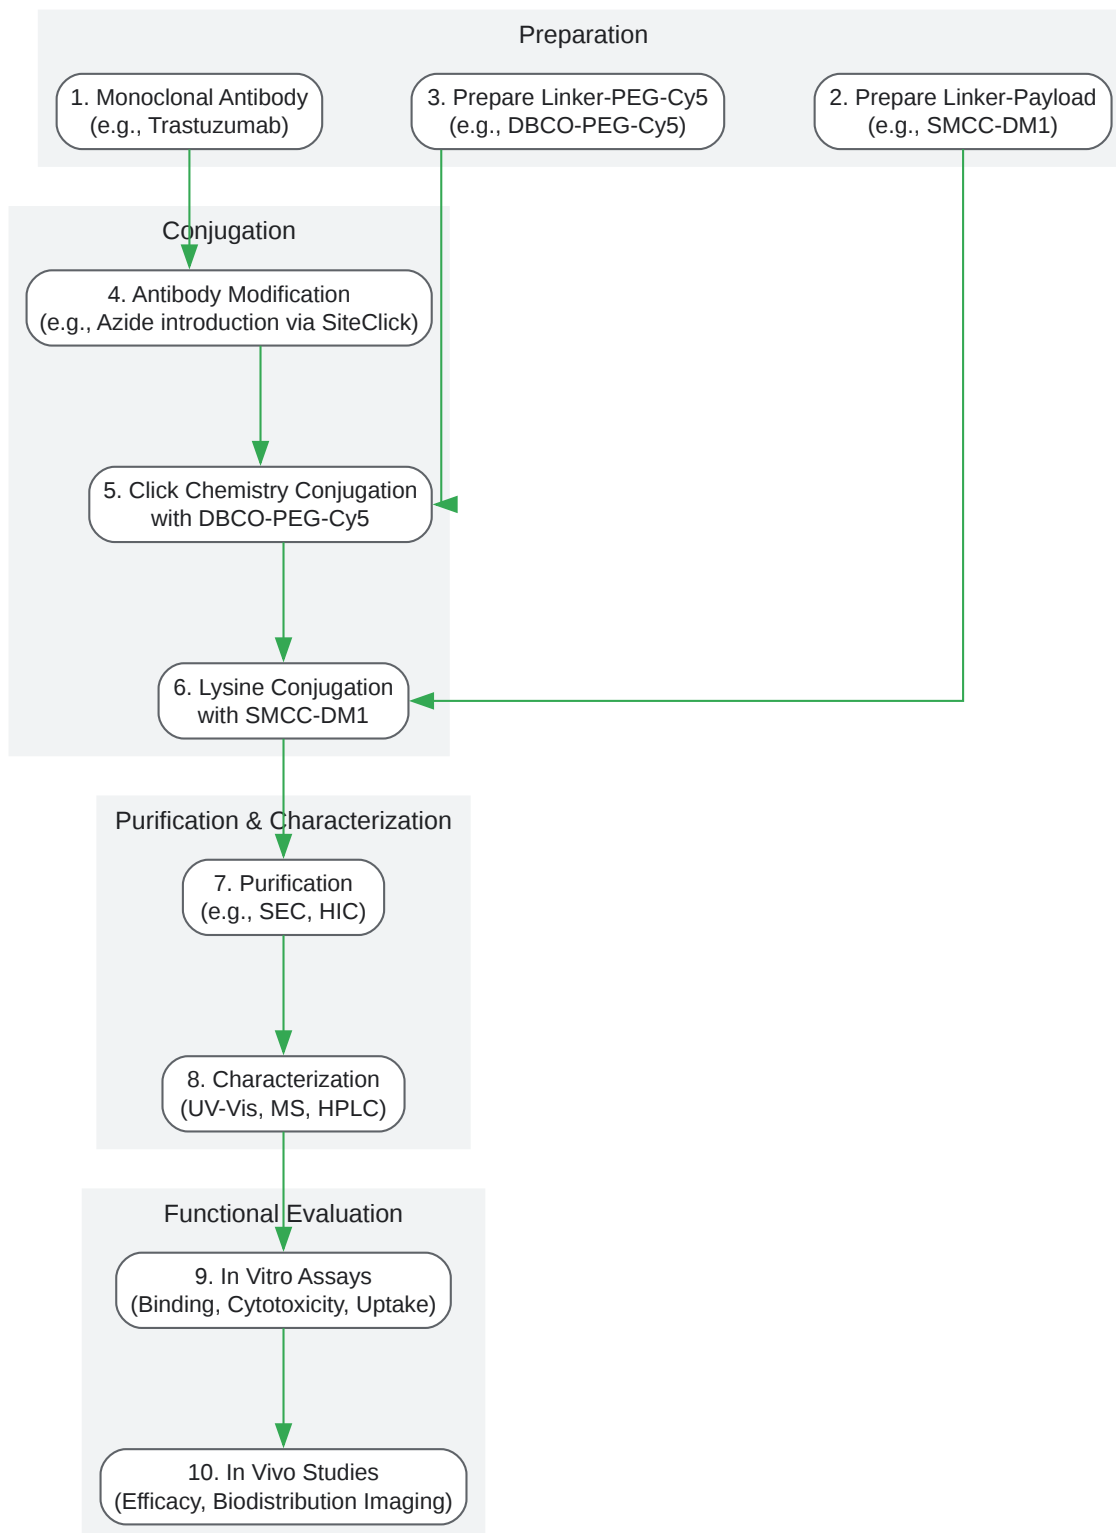 Preparation
1. Monoclonal Antibody
(e.g., Trastuzumab)
3. Prepare Linker-PEG-Cy5
(e.g., DBCO-PEG-Cy5)
2. Prepare Linker-Payload
(e.g., SMCC-DM1)
Conjugation
4. Antibody Modification
(e.g., Azide introduction via SiteClick)
5. Click Chemistry Conjugation
with DBCO-PEG-Cy5
6. Lysine Conjugation
with SMCC-DM1
Purification & Characterization
7. Purification
(e.g., SEC, HIC)
8. Characterization
(UV-Vis, MS, HPLC)
Functional Evaluation
9. In Vitro Assays
(Binding, Cytotoxicity, Uptake)
10. In Vivo Studies
(Efficacy, Biodistribution Imaging)